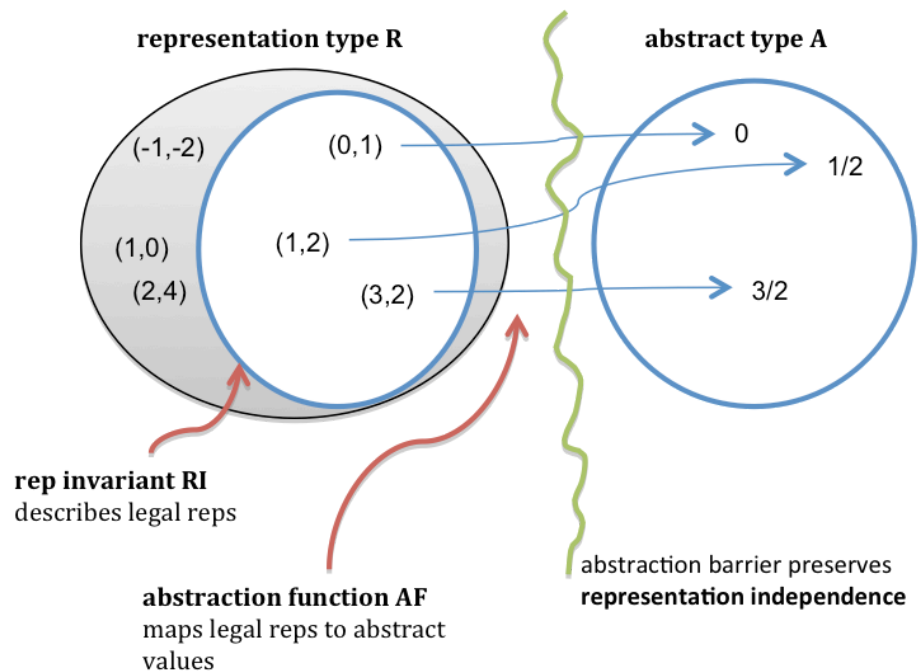 representation type R
abstract type A
(-1,-2)
(0,1)
0
1/2
(1,0)
(1,2)
(2,4)
(3,2)
3/2
rep invariant RI
describes legal reps
abstraction function AF
maps legal reps to abstract
values
abstraction barrier preserves
representation independence